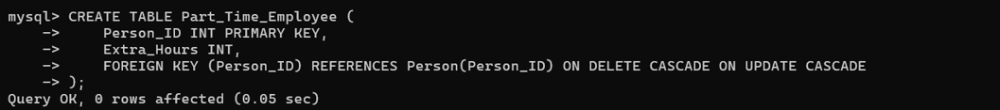 mysql> CREATE TABLE Part_Time_Employee (
    ->     Person_ID INT PRIMARY KEY,
    ->     Extra_Hours INT,
    ->     FOREIGN KEY (Person_ID) REFERENCES Person(Person_ID) ON DELETE CASCADE ON UPDATE CASCADE
    -> );
Query OK, 0 rows affected (0.05 sec)